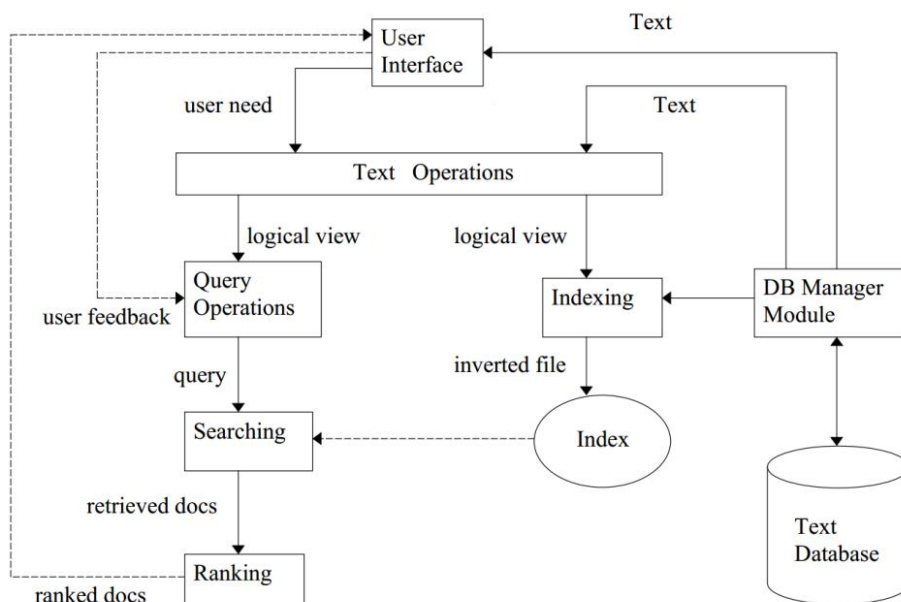 Text
User
Interface
user need
Text
Text Operations
logical view
logical view
Query
Operations
Indexing
DB Manager
Module
user feedback
query
inverted file
Searching
Index
retrieved docs
Text
Database
Ranking
ranked docs